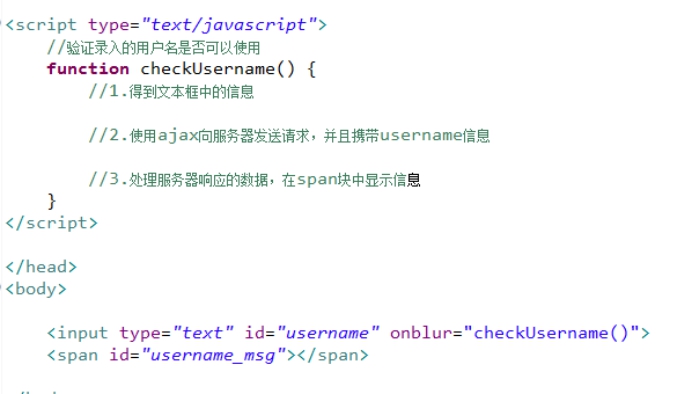 <script type="text/javascript">
//验证录入的用户名是否可以使用
function checkUsername() {
//1.得到文本框中的信息
//2.使用ajax向服务器发送请求，并且携带username信息
//3.处理服务器响应的数据，在span块中显示信息
}
</script>
</head>
<body>
<input type="text" id="username" onblur="checkUsername()">
<span id="username_msg"></span>